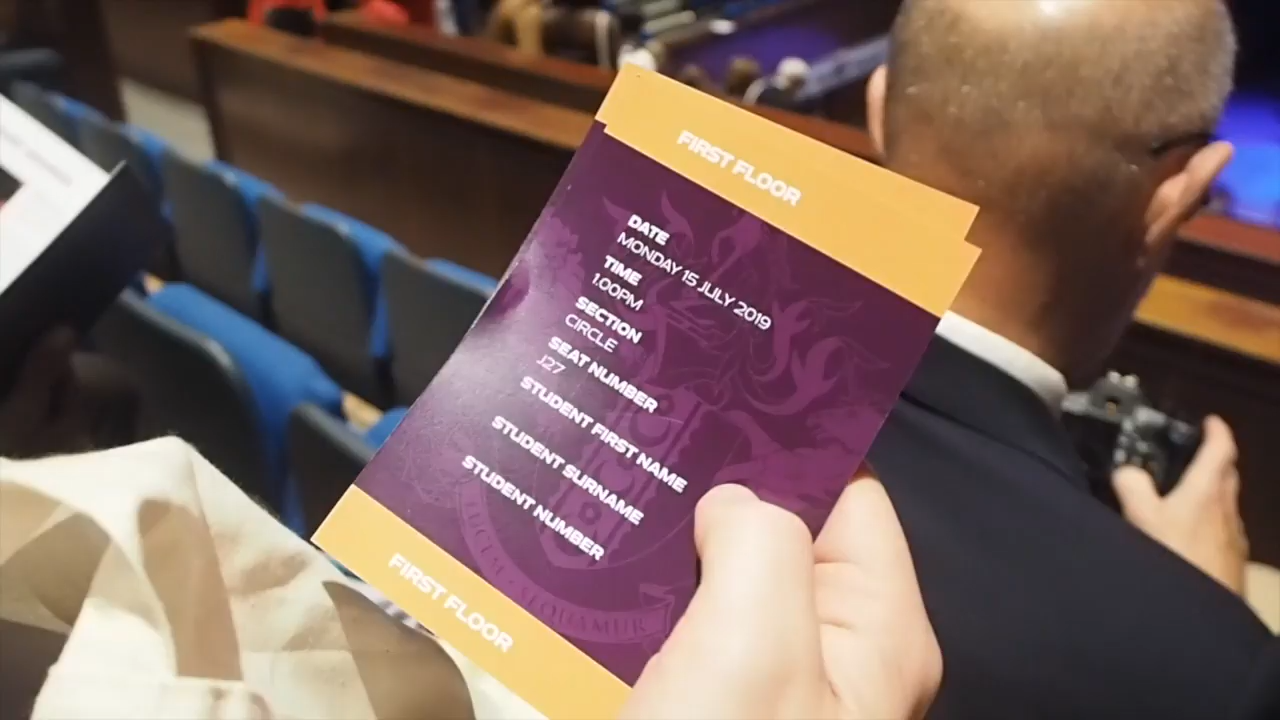 FIRST FLOOR
DATE
MONDAY 15 JULY 2019
TIME
1.00PM
SECTION
CIRCLE
SEAT NUMBER
J27
STUDENT FIRST NAME
STUDENT SURNAME
STUDENT NUMBER
FIRST FLOOR